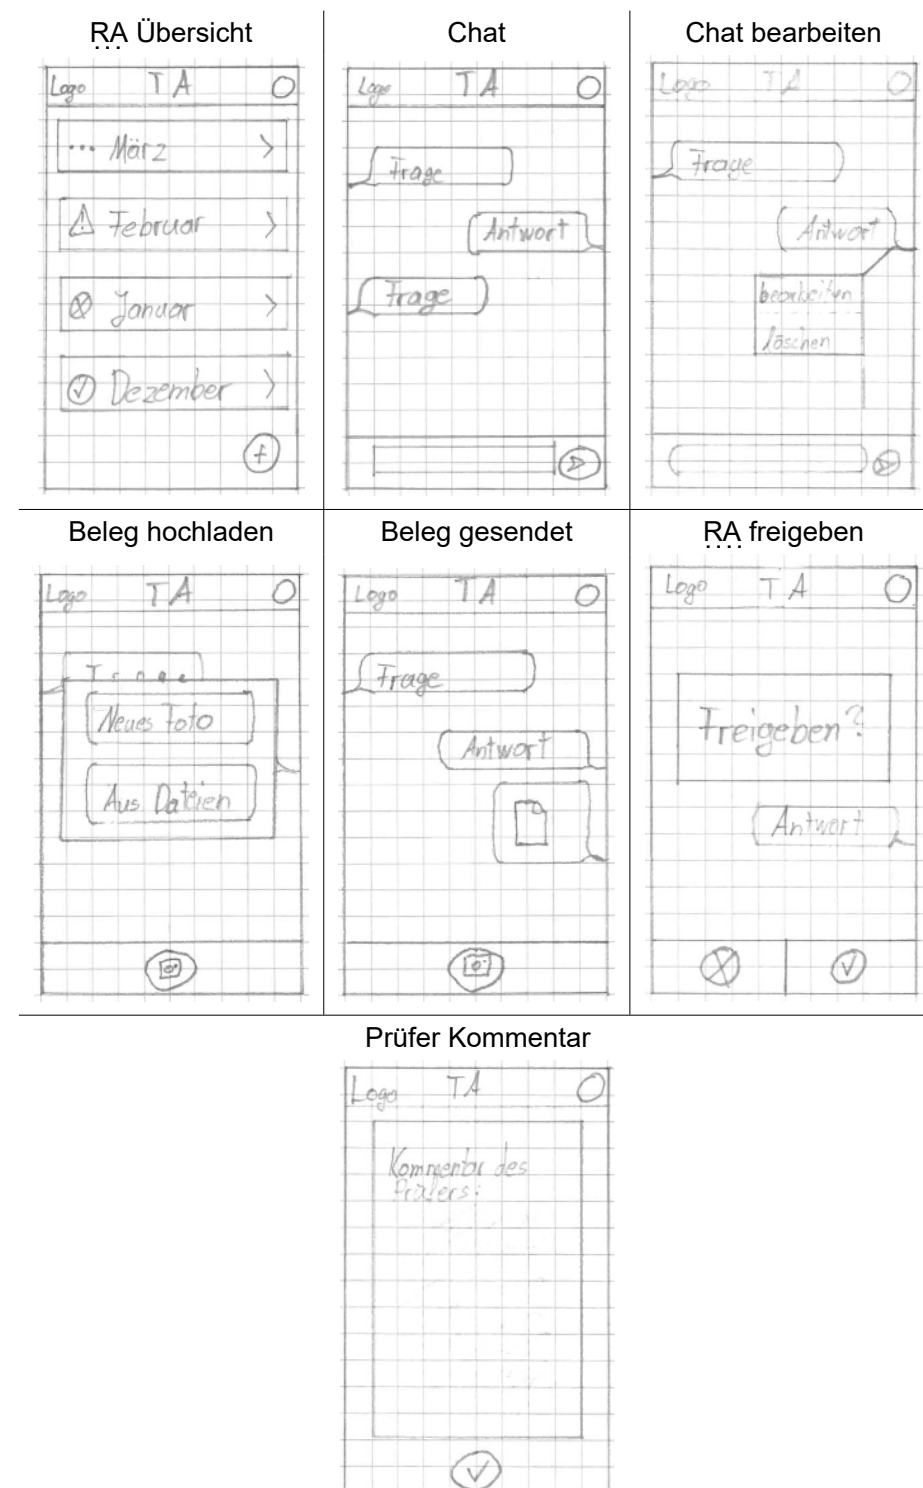 RA Übersicht
Logo TA
... März
Februar
Januar
Dezember
Chat
Logo TA
Frage
Antwort
Frage
Chat bearbeiten
Logo TA
Frage
Antwort
bearbeiten
löschen
Beleg hochladen
Logo TA
Neues Foto
Aus Dateien
Beleg gesendet
Logo TA
Frage
Antwort
RA freigeben
Logo TA
Freigeben?
Antwort
Prüfer Kommentar
Logo TA
Kommentar des
Prüfers: